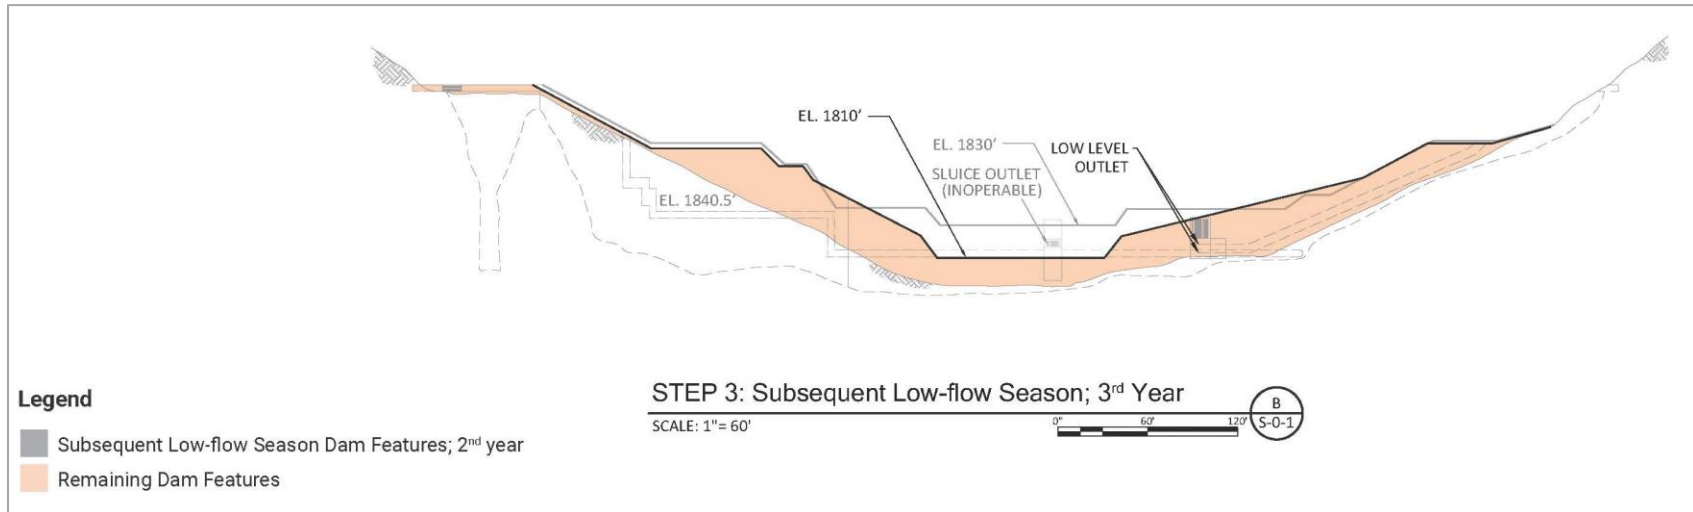 EL. 1810'
EL. 1830'
SLUICE OUTLET
(INOPERABLE)
LOW LEVEL
OUTLET
EL. 1840.5'
STEP 3: Subsequent Low-flow Season; 3rd Year
SCALE: 1"= 60'
0" 60' 120'
B
S-0-1
Legend
Subsequent Low-flow Season Dam Features; 2nd year
Remaining Dam Features